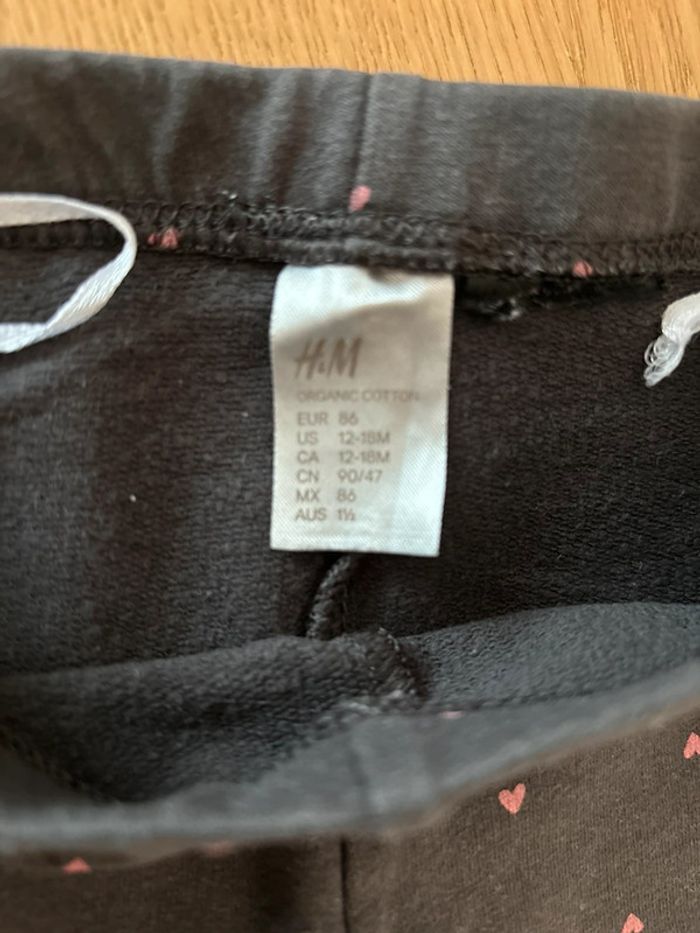 H&M
ORGANIC COTTON
EUR 86
US 12-18M
CA 12-18M
CN 90/47
MX 86
AUS 1½